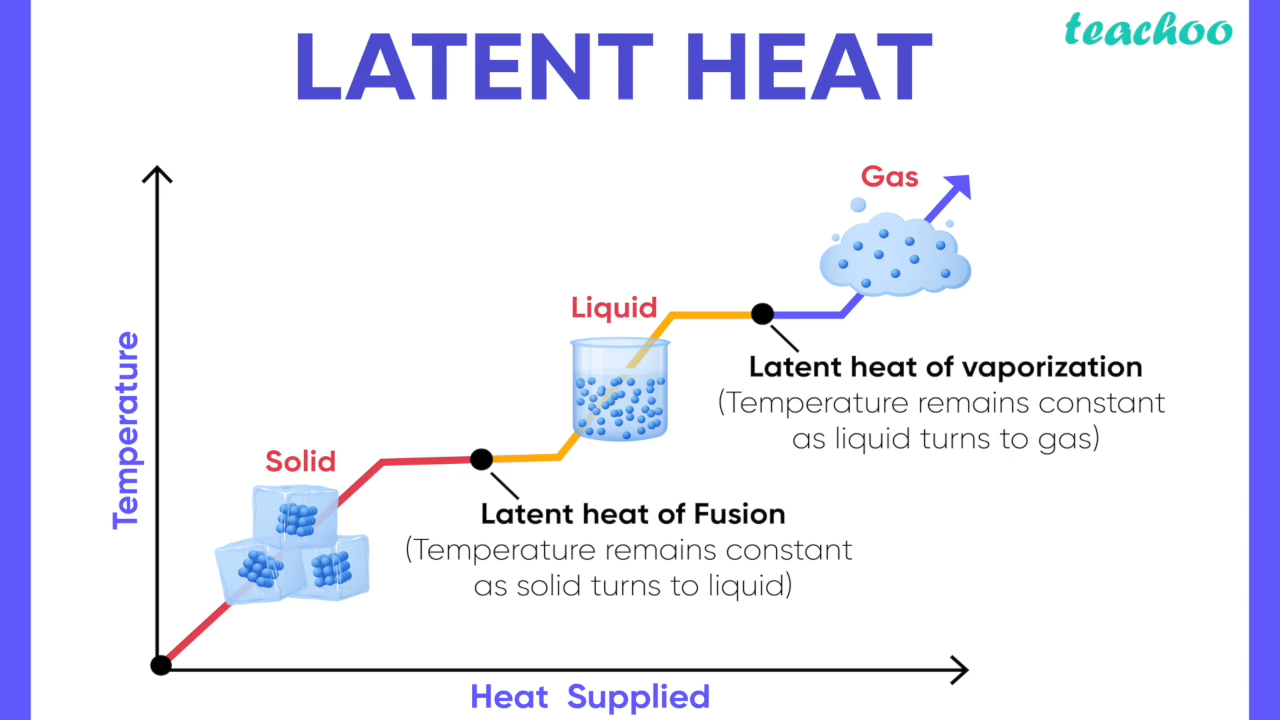 teachoo
LATENT HEAT
Gas
Liquid
Latent heat of vaporization
(Temperature remains constant
as liquid turns to gas)
Temperature
Solid
Latent heat of Fusion
(Temperature remains constant
as solid turns to liquid)
Heat Supplied